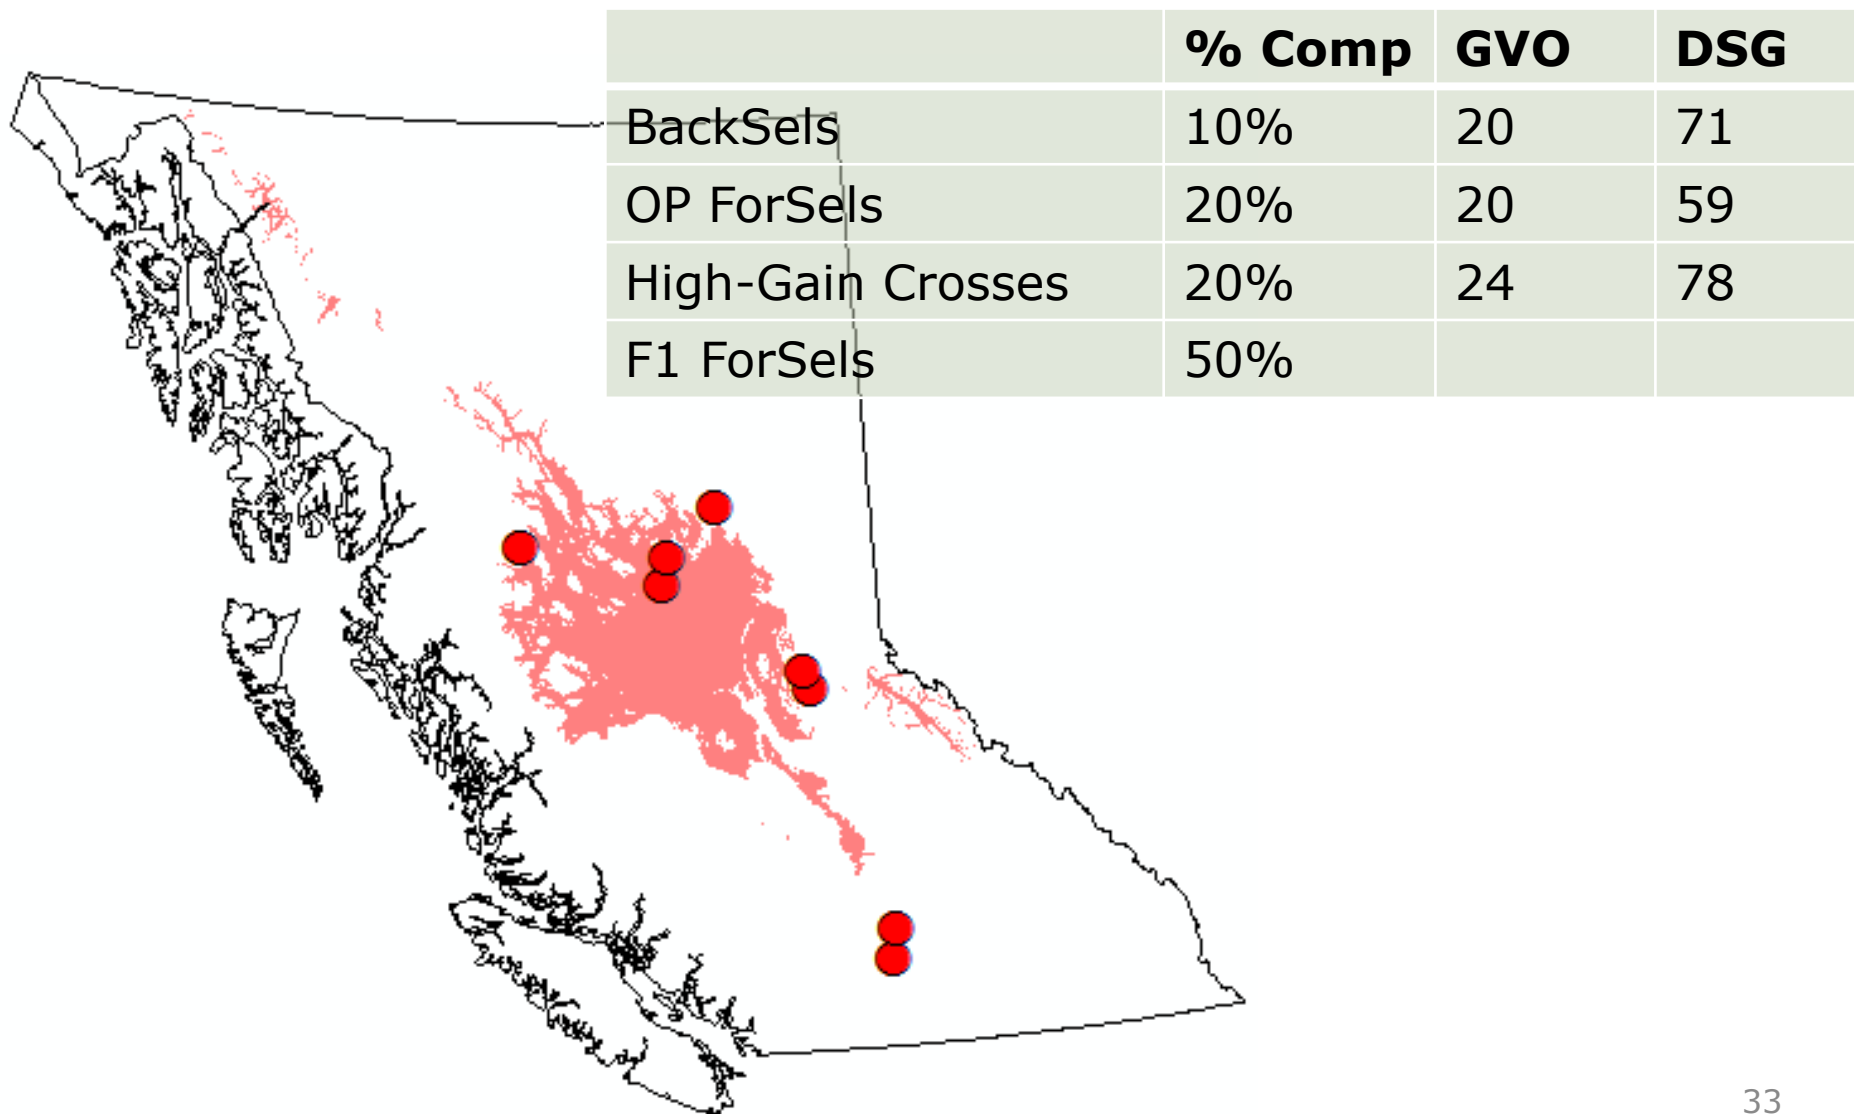 % Comp GVO DSG
BackSels 10% 20 71
OP ForSels 20% 20 59
High-Gain Crosses 20% 24 78
F1 ForSels 50%
33